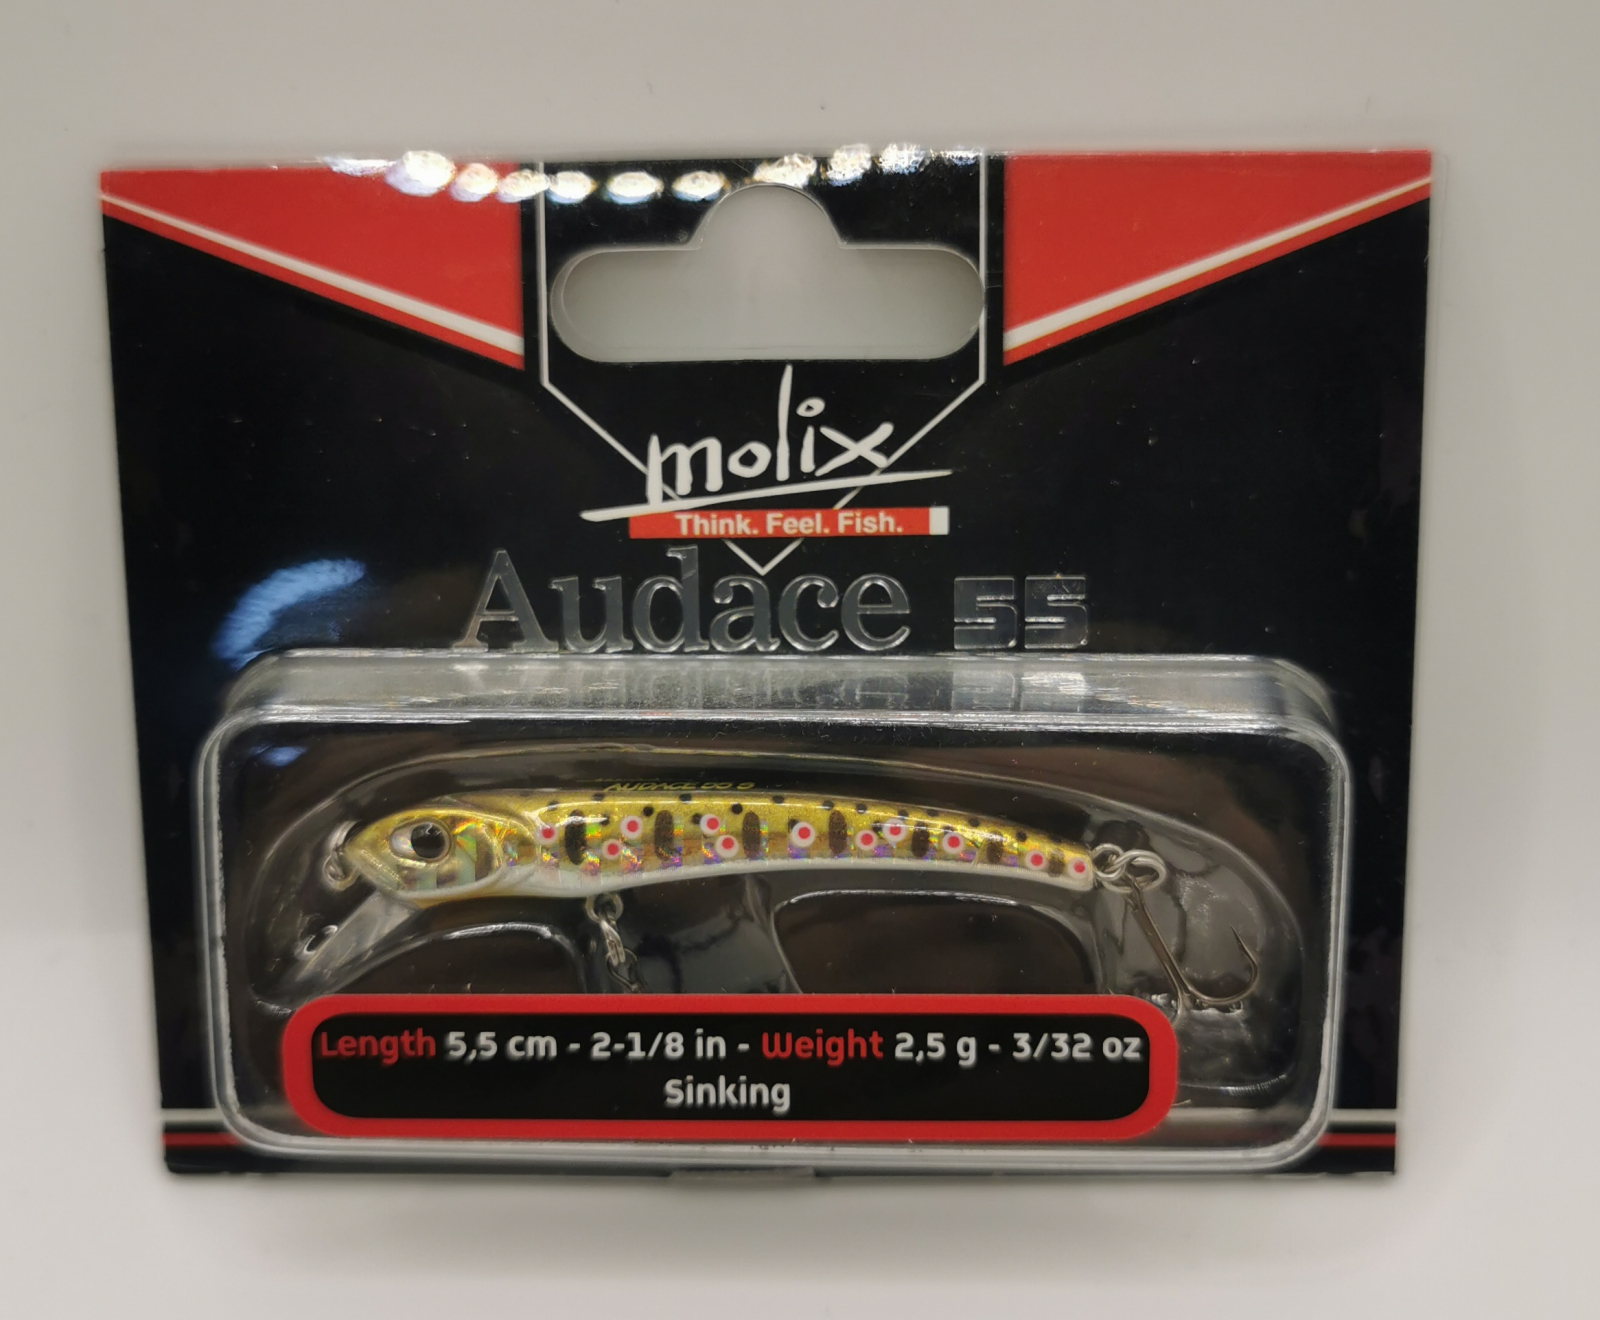 molix
Think. Feel. Fish.
Audace 55
Length 5,5 cm - 2-1/8 in - Weight 2,5 g - 3/32 oz
Sinking